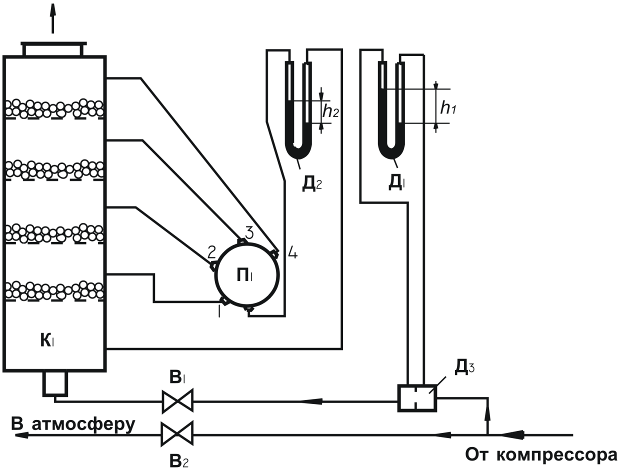 h2
h1
Д2
Д1
3
2
4
П1
1
К1
Д3
В1
В атмосферу
В2
От компрессора